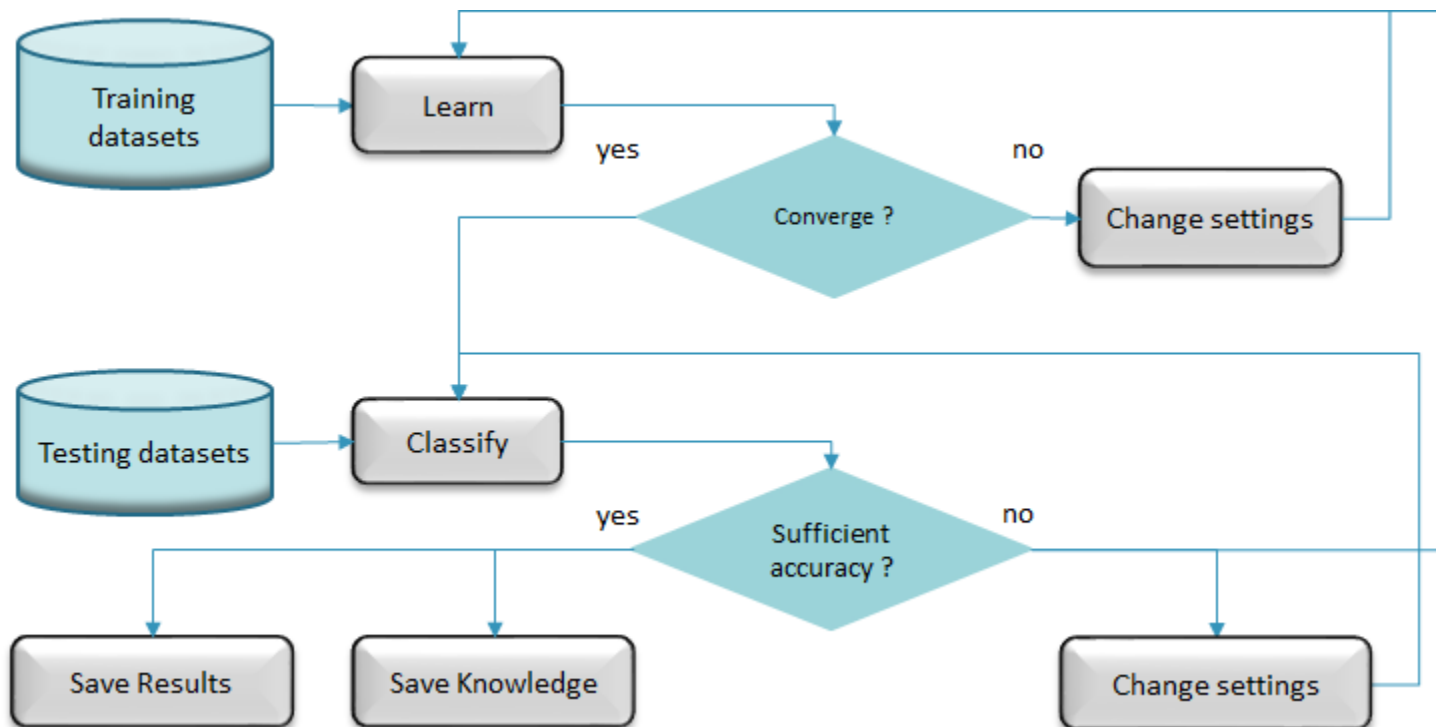 Training
datasets
Learn
yes
no
Converge ?
Change settings
Testing datasets
Classify
yes
no
Sufficient
accuracy ?
Save Results
Save Knowledge
Change settings